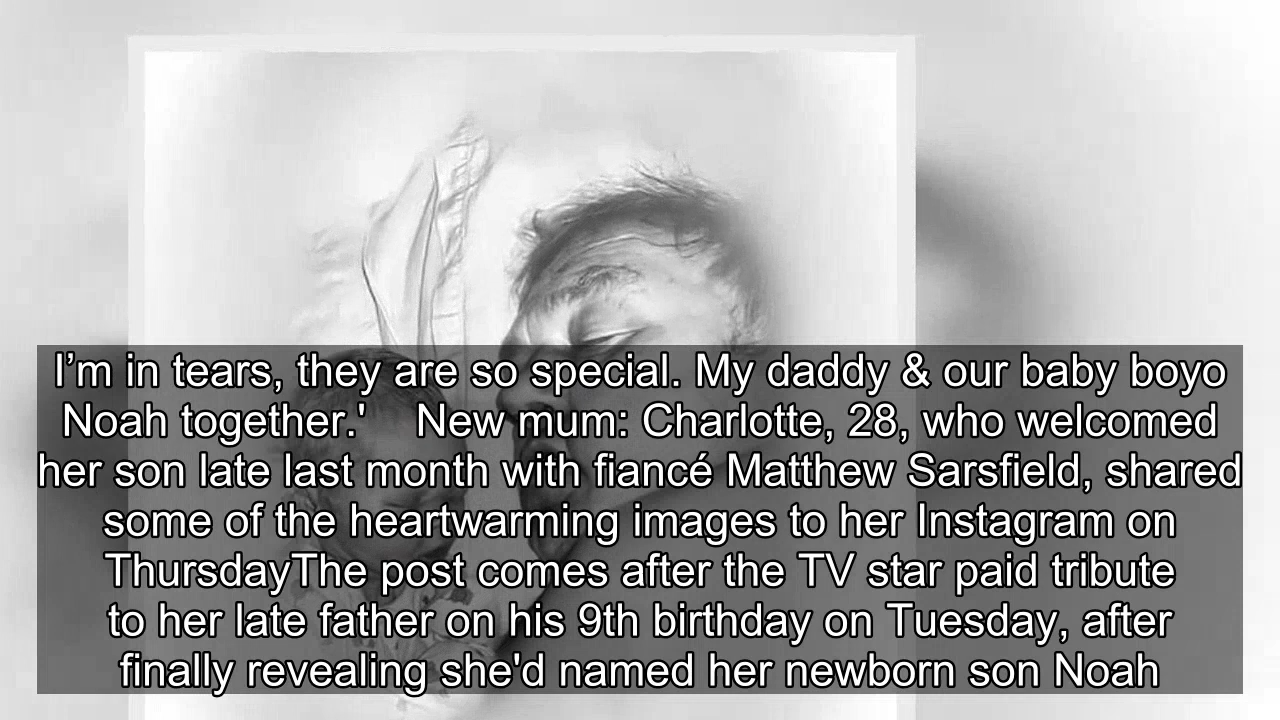 I’m in tears, they are so special. My daddy & our baby boyo
Noah together.' New mum: Charlotte, 28, who welcomed
her son late last month with fiancé Matthew Sarsfield, shared
some of the heartwarming images to her Instagram on
ThursdayThe post comes after the TV star paid tribute
to her late father on his 9th birthday on Tuesday, after
finally revealing she'd named her newborn son Noah